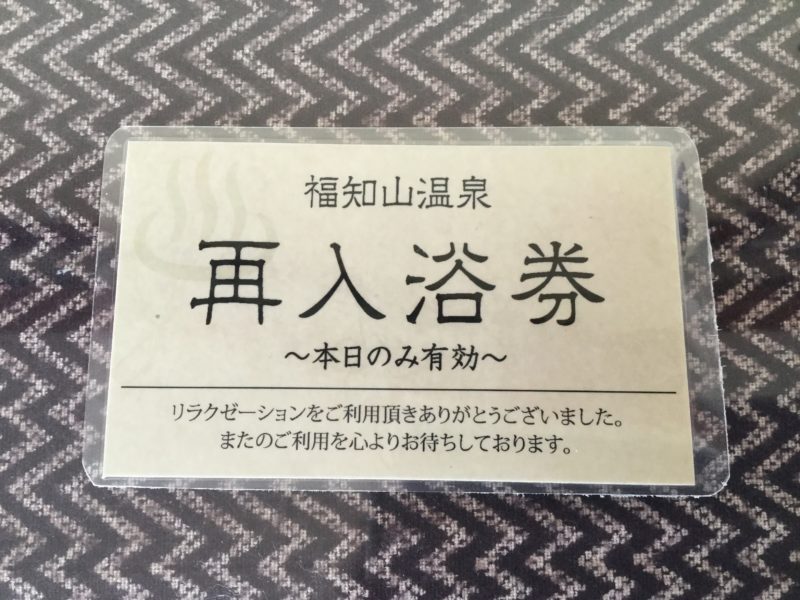 福知山温泉
再入浴券
～本日のみ有効～
リラクゼーションをご利用頂きありがとうございました。
またのご利用を心よりお待ちしております。